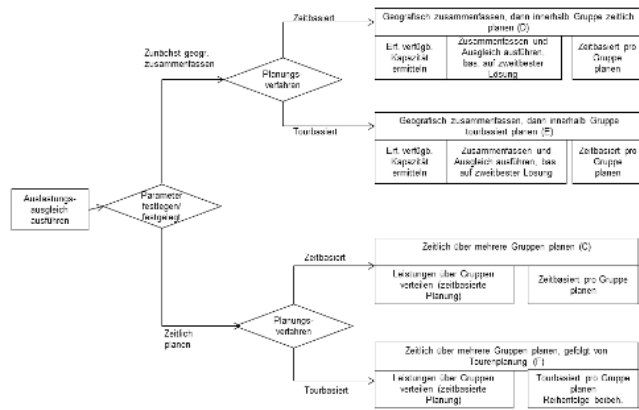 Zeitbasiert
Geografisch zusammenfassen, dann innerhalb Gruppe zeitlich
planen (D)
Erf. verfügb.
Kapazität
ermitteln
Zusammenfassen und
Ausgleich ausführen,
bas. auf zweitbester
Lösung
Zeitbasiert pro
Gruppe
planen
Zunächst geogr.
zusammenfassen
Planungs
verfahren
Tourbasiert
Geografisch zusammenfassen, dann innerhalb Gruppe
tourbasiert planen (E)
Erf. verfügb.
Kapazität
ermitteln
Zusammenfassen und
Ausgleich ausführen, bas
auf zweitbester Lösung
Zeitbasiert pro
Gruppe
planen
Auslastungs-
ausgleich
ausführen
Parameter
festlegen/
festgelegt
Zeitbasiert
Zeitlich über mehrere Gruppen planen (C)
Leistungen über Gruppen
verteilen (zeitbasierte
Planung)
Zeitbasiert pro Gruppe
planen
Planungs-
verfahren
Zeitlich
planen
Tourbasiert
Zeitlich über mehrere Gruppen planen, gefolgt von
Tourenplanung (F)
Leistungen über Gruppen
verteilen (zeitbasierte
Planung)
Tourbasiert pro Gruppe
planen
Reihenfolge beibeh.